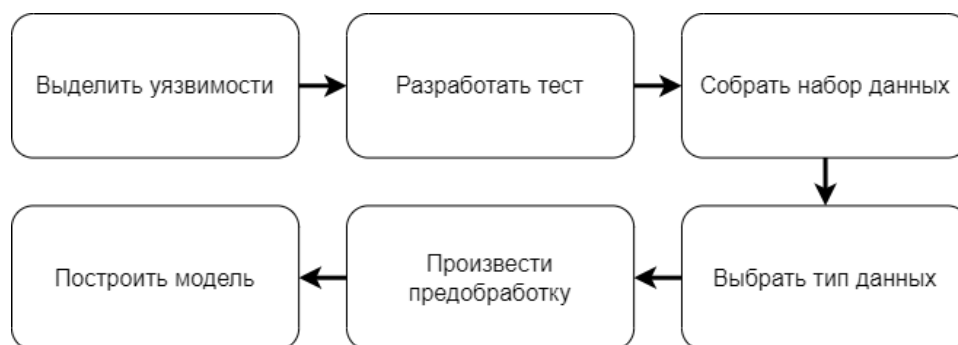 Выделить уязвимости
Разработать тест
Собрать набор данных
Выбрать тип данных
Произвести
предобработку
Построить модель